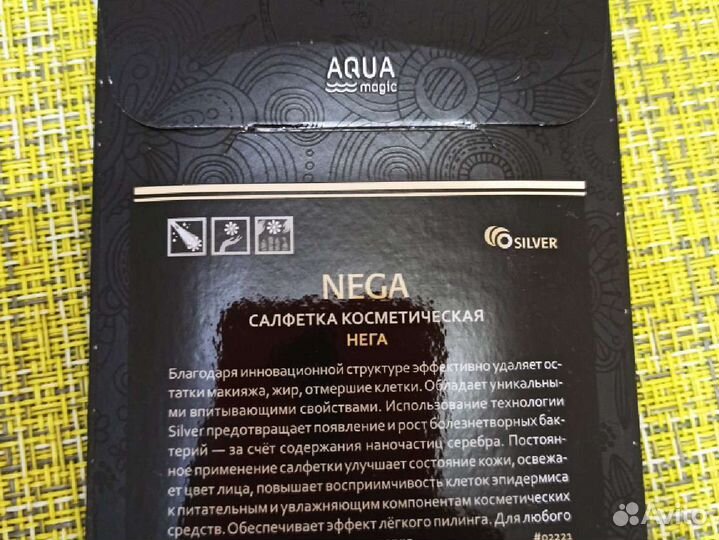 AQUA
magic
SILVER
NEGA
САЛФЕТКА КОСМЕТИЧЕСКАЯ
НЕГА
Благодаря инновационной структуре эффективно удаляет ос-
татки макияжа, жир, отмершие клетки. Обладает уникальны-
ми впитывающими свойствами. Использование технологии
Silver предотвращает появление и рост болезнетворных бак-
терий — за счёт содержания наночастиц серебра. Постоян-
ное применение салфетки улучшает состояние кожи, освежа-
ет цвет лица, повышает восприимчивость клеток эпидермиса
к питательным и увлажняющим компонентам косметических
средств. Обеспечивает эффект лёгкого пилинга. Для любого
#02221
Avito